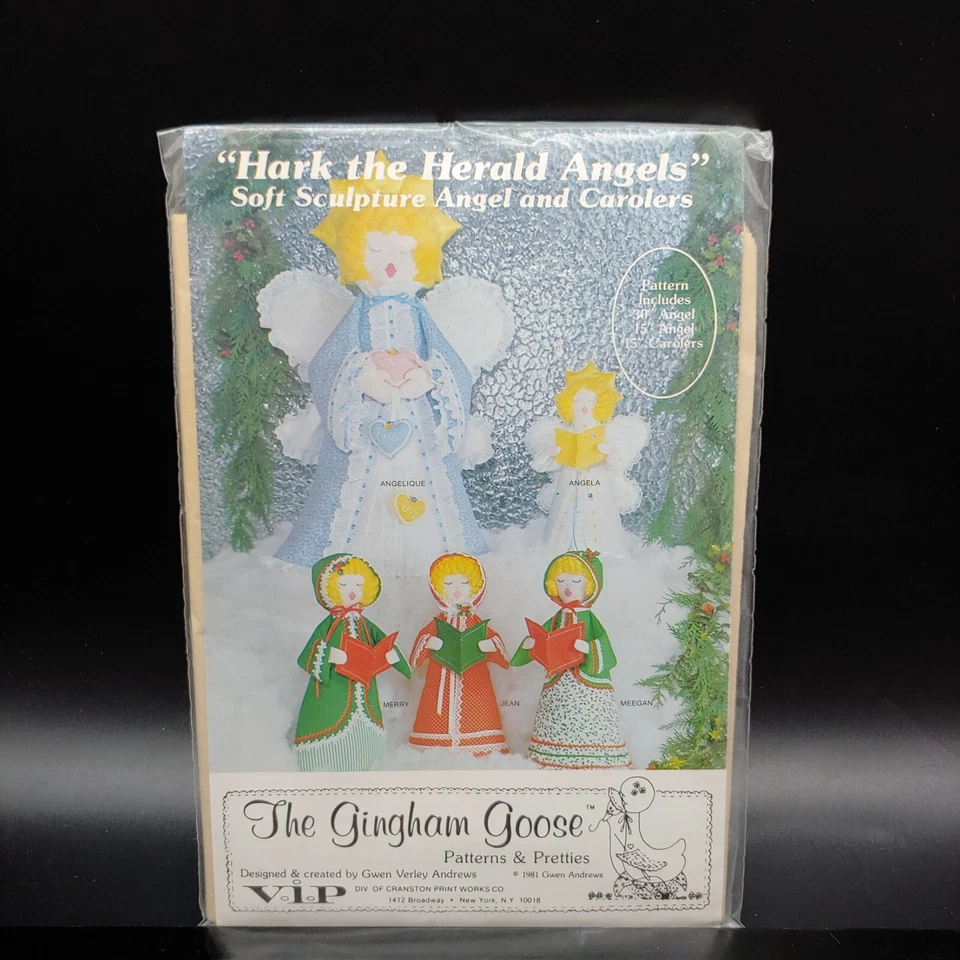 “Hark the Herald Angels”
Soft Sculpture Angel and Carolers
Pattern
Includes
30" Angel
15" Angel
15" Carolers
ANGELIQUE
ANGELA
MERRY
JEAN
MEEGAN
The Gingham Goose™
Patterns & Pretties
Designed & created by Gwen Verley Andrews
© 1981 Gwen Andrews
V.I.P
DIV. OF CRANSTON PRINT WORKS CO
1412 Broadway • New York, N.Y. 10018